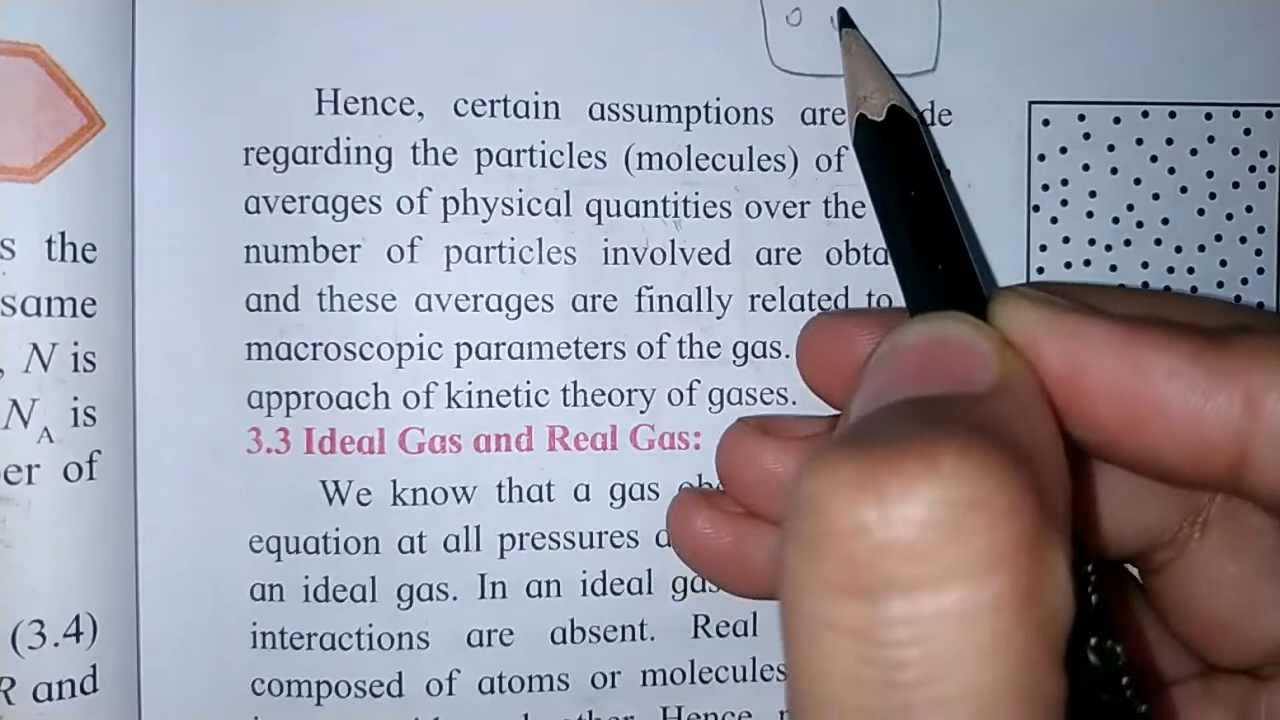 s the
same
, N is
N_A is
er of
(3.4)
R and
Hence, certain assumptions are
regarding the particles (molecules) of
averages of physical quantities over the
number of particles involved are
and these averages are finally related to
macroscopic parameters of the gas.
approach of kinetic theory of gases.
3.3 Ideal Gas and Real Gas:
We know that a gas
equation at all pressures
an ideal gas. In an ideal gas
interactions are absent. Real
composed of atoms or molecules
Hence